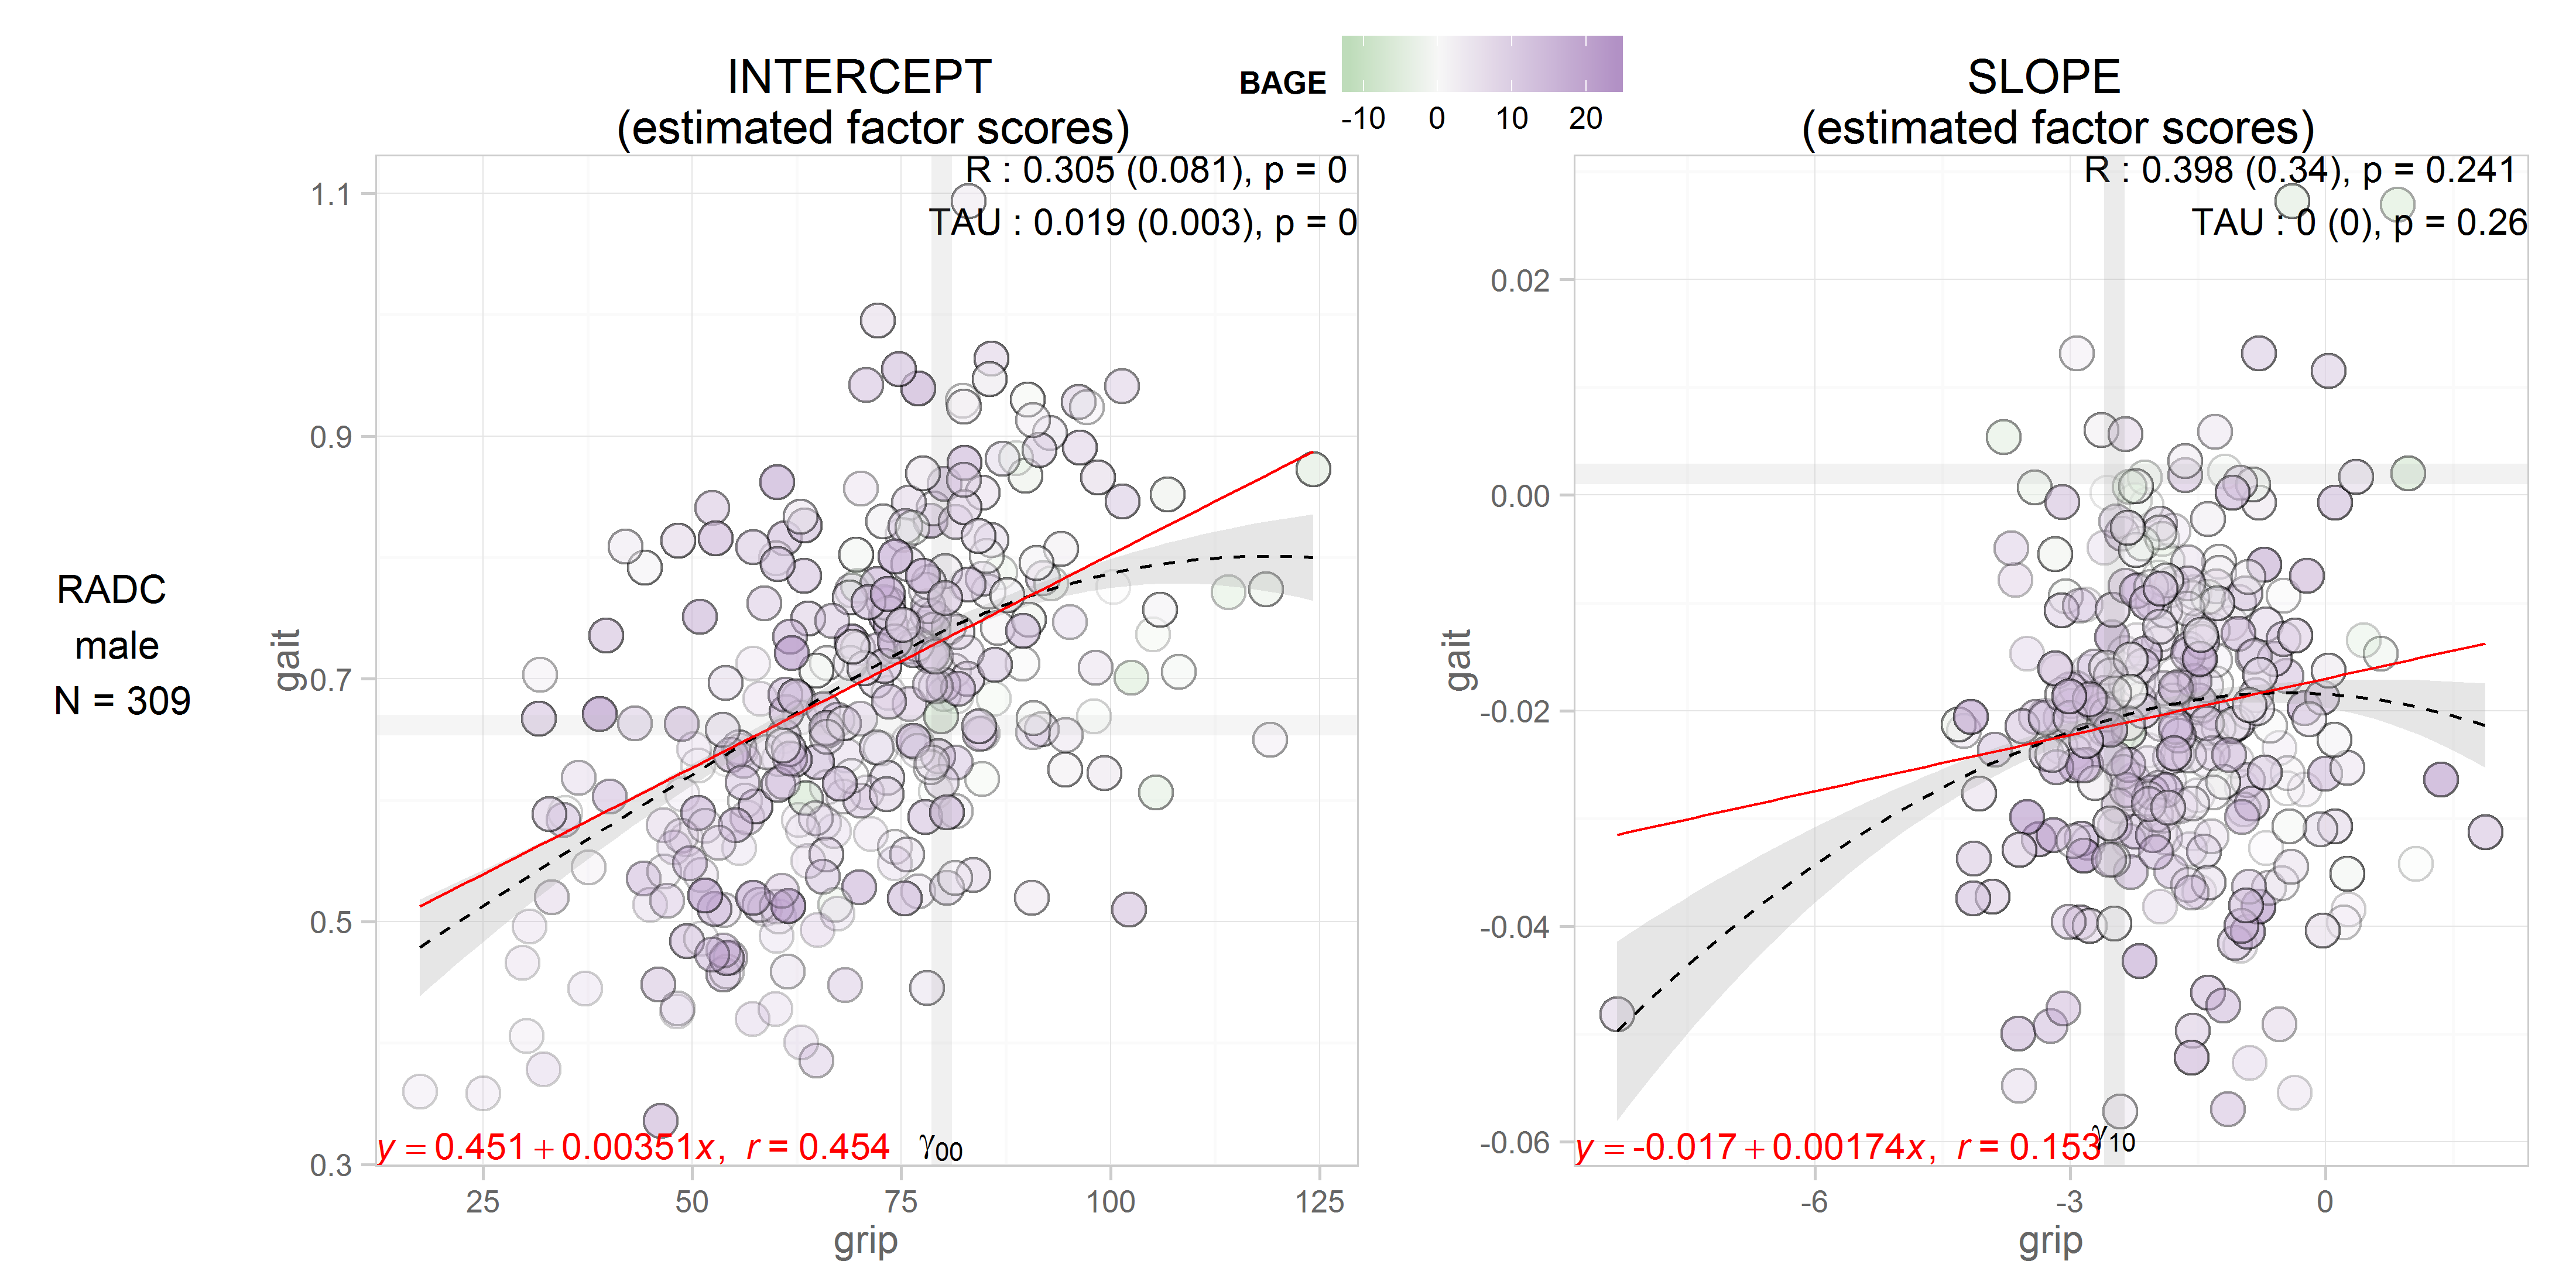 BAGE
-10 0 10 20
INTERCEPT
(estimated factor scores)
SLOPE
(estimated factor scores)
RADC
male
N = 309
R : 0.305 (0.081), p = 0
TAU : 0.019 (0.003), p = 0
1.1
0.9
0.7
0.5
0.3
gait
y = 0.451 + 0.00351x, r = 0.454
γ00
25 50 75 100 125
grip
R : 0.398 (0.34), p = 0.241
TAU : 0 (0), p = 0.26
0.02
0.00
-0.02
-0.04
-0.06
gait
y = -0.017 + 0.00174x, r = 0.153
γ10
-6 -3 0
grip